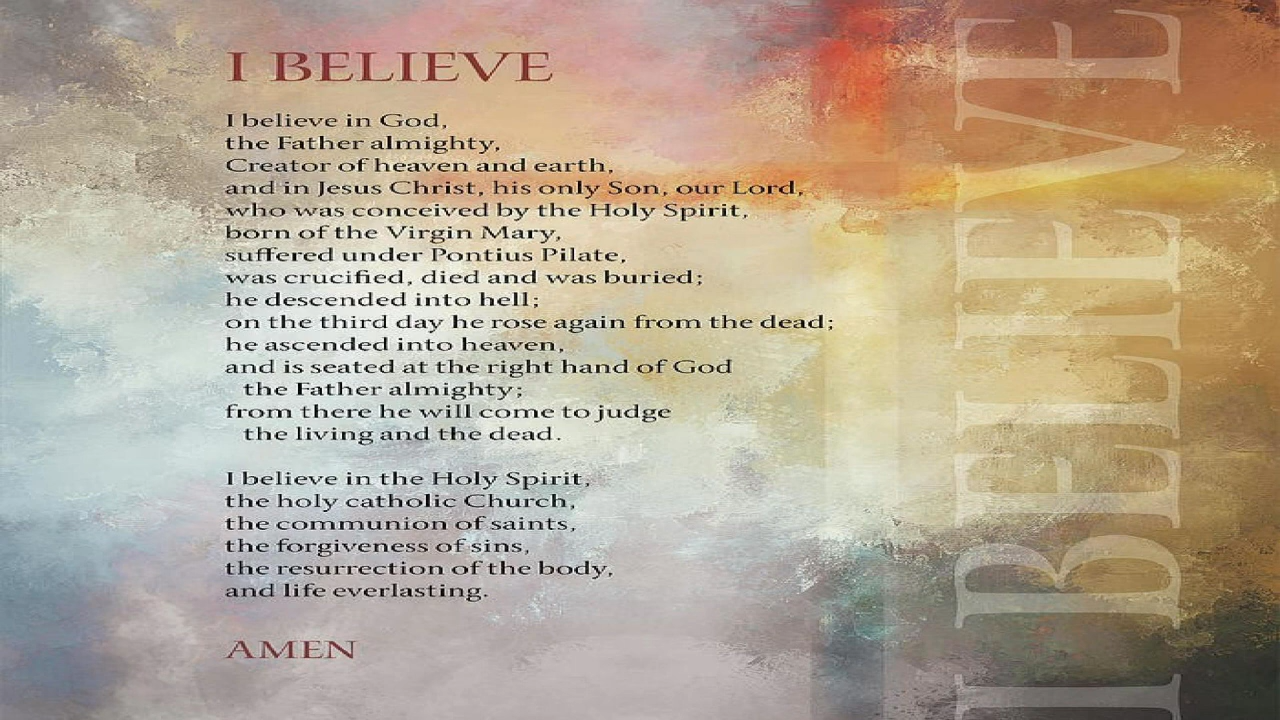 I BELIEVE
I believe in God,
the Father almighty,
Creator of heaven and earth,
and in Jesus Christ, his only Son, our Lord,
who was conceived by the Holy Spirit,
born of the Virgin Mary,
suffered under Pontius Pilate,
was crucified, died and was buried;
he descended into hell;
on the third day he rose again from the dead;
he ascended into heaven,
and is seated at the right hand of God
the Father almighty;
from there he will come to judge
the living and the dead.
I believe in the Holy Spirit,
the holy catholic Church,
the communion of saints,
the forgiveness of sins,
the resurrection of the body,
and life everlasting.
AMEN
I BELIEVE